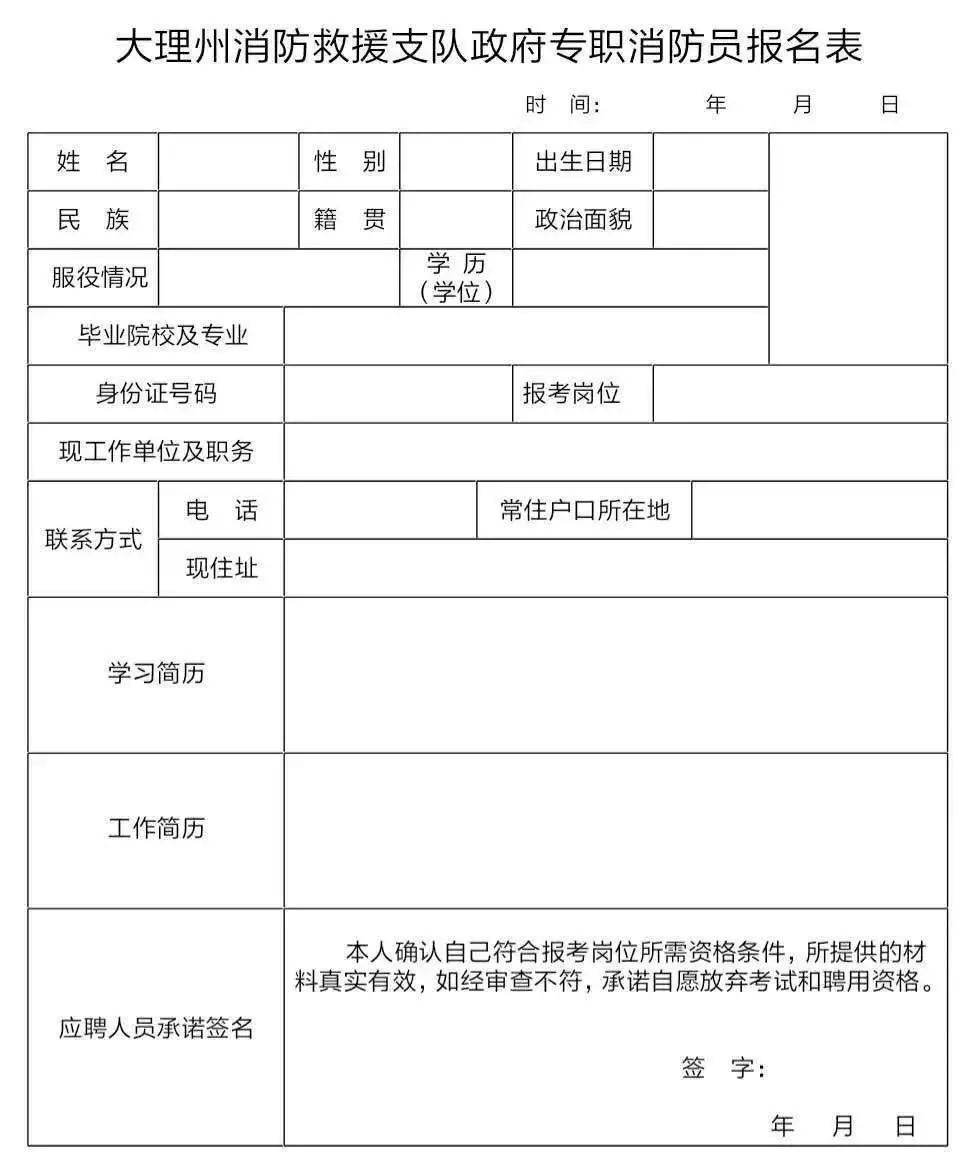 大理州消防救援支队政府专职消防员报名表
时 间： 年 月 日
姓 名 性 别 出生日期
民 族 籍 贯 政治面貌
服役情况 学 历
（学位）
毕业院校及专业
身份证号码 报考岗位
现工作单位及职务
联系方式 电 话 常住户口所在地
现住址
学习简历
工作简历
应聘人员承诺签名
本人确认自己符合报考岗位所需资格条件，所提供的材
料真实有效，如经审查不符，承诺自愿放弃考试和聘用资格。
签 字：
年 月 日